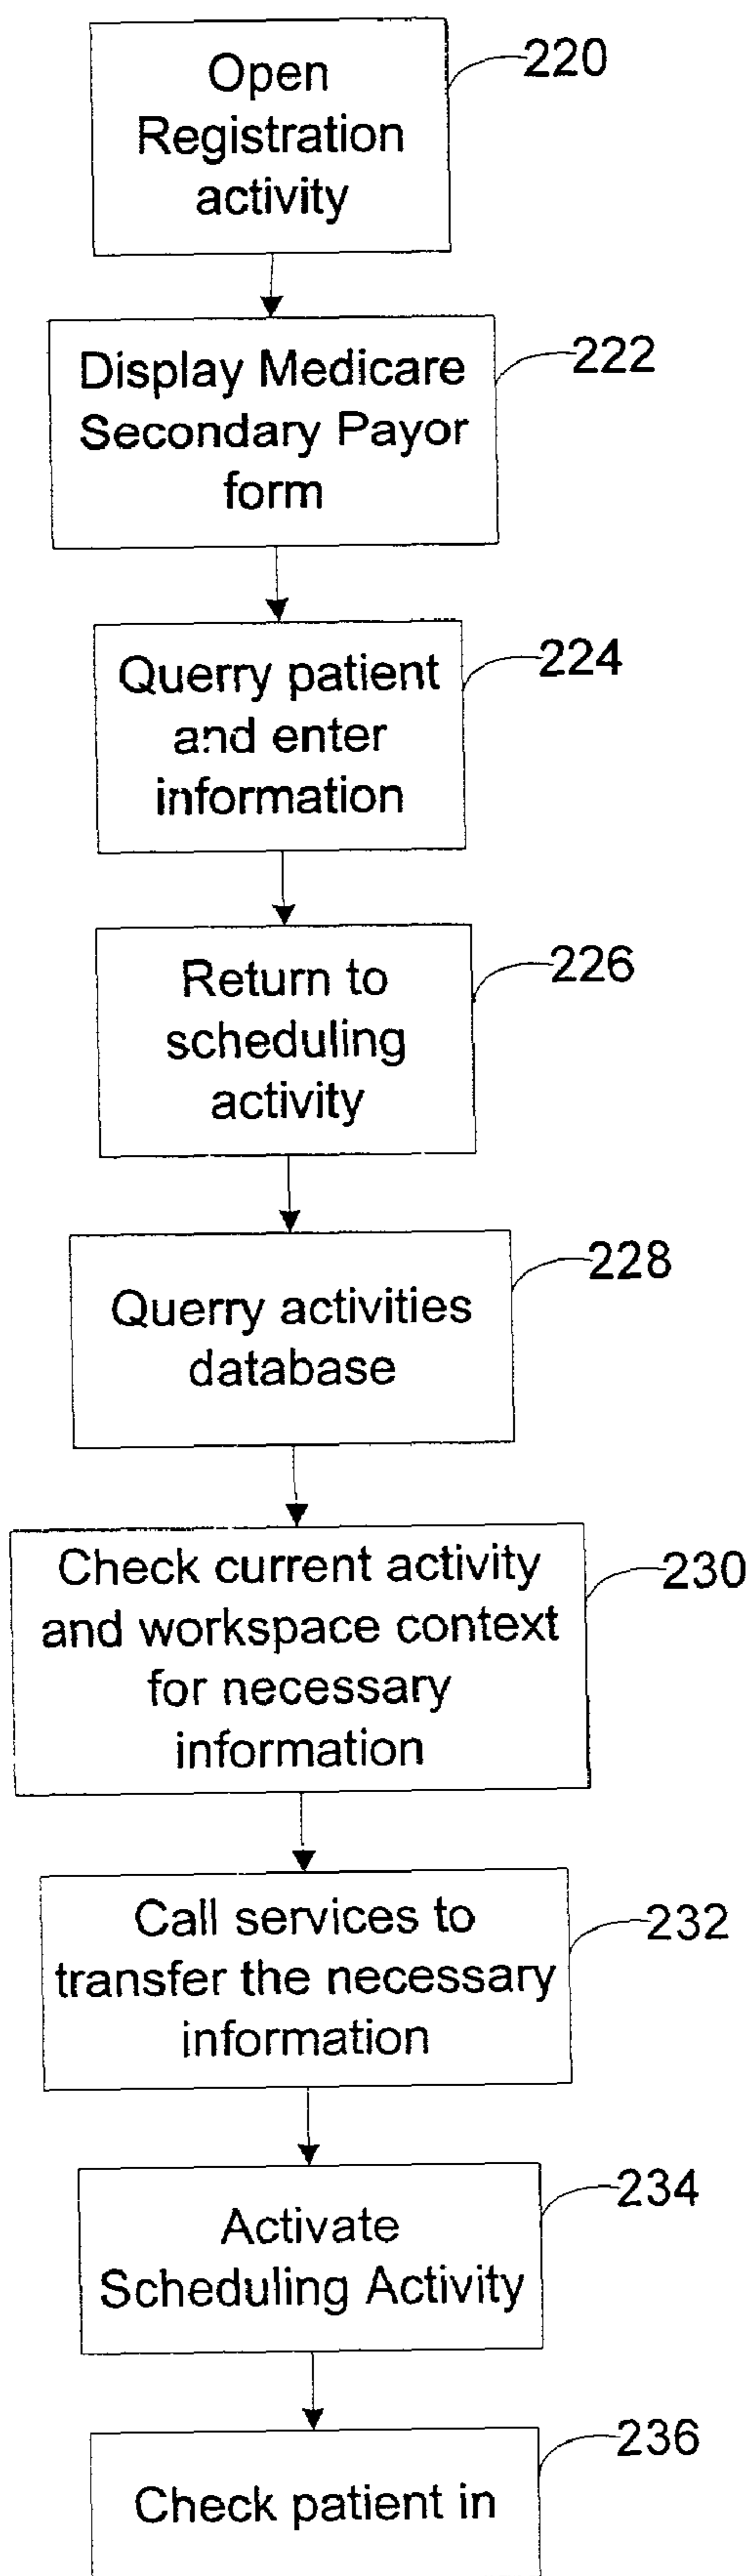 Open
Registration
activity
220
Display Medicare
Secondary Payor
form
222
Querry patient
and enter
information
224
Return to
scheduling
activity
226
Querry activities
database
228
Check current activity
and workspace context
for necessary
information
230
Call services to
transfer the necessary
information
232
Activate
Scheduling Activity
234
Check patient in
236